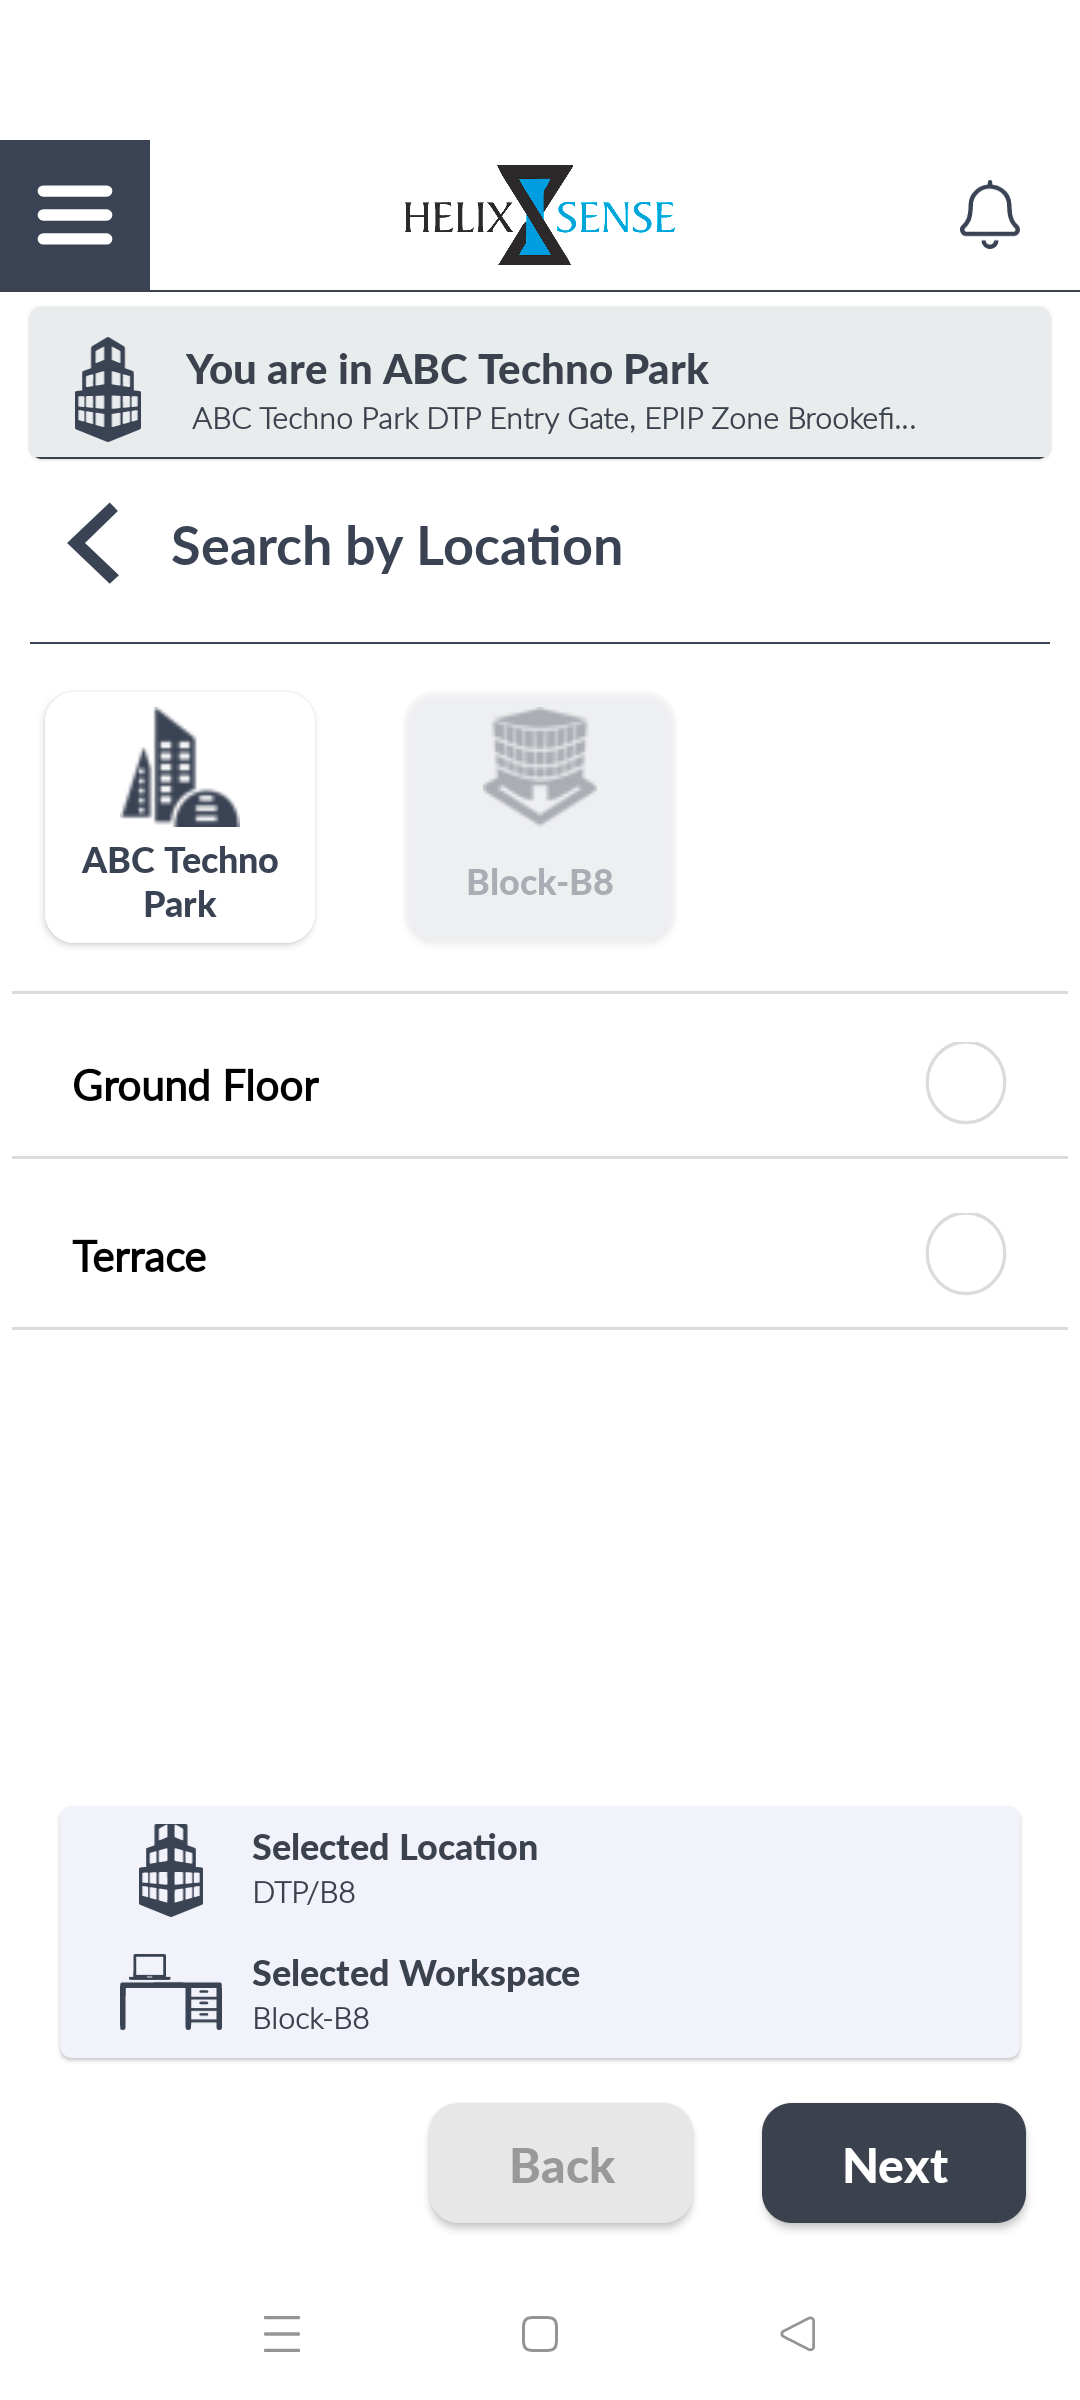 HELIX SENSE
You are in ABC Techno Park
ABC Techno Park DTP Entry Gate, EPIP Zone Brookefi...
Search by Location
ABC Techno
Park
Block-B8
Ground Floor
Terrace
Selected Location
DTP/B8
Selected Workspace
Block-B8
Back
Next